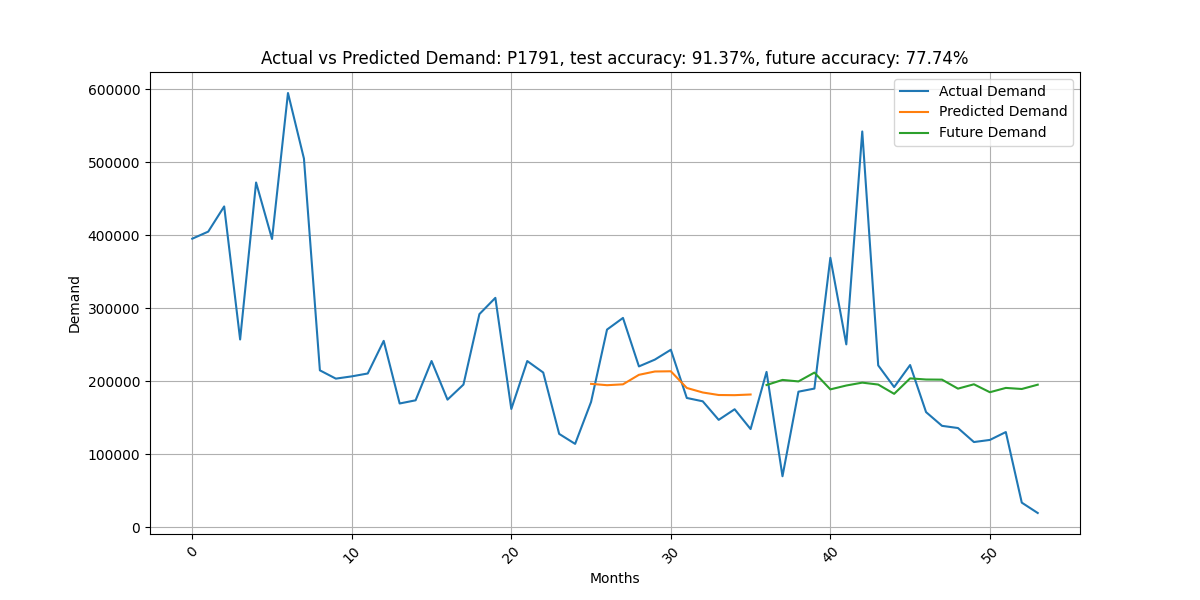 Actual vs Predicted Demand: P1791, test accuracy: 91.37%, future accuracy: 77.74%
Actual Demand
Predicted Demand
Future Demand
600000
500000
400000
300000
200000
100000
0
Demand
0
10
20
30
40
50
Months